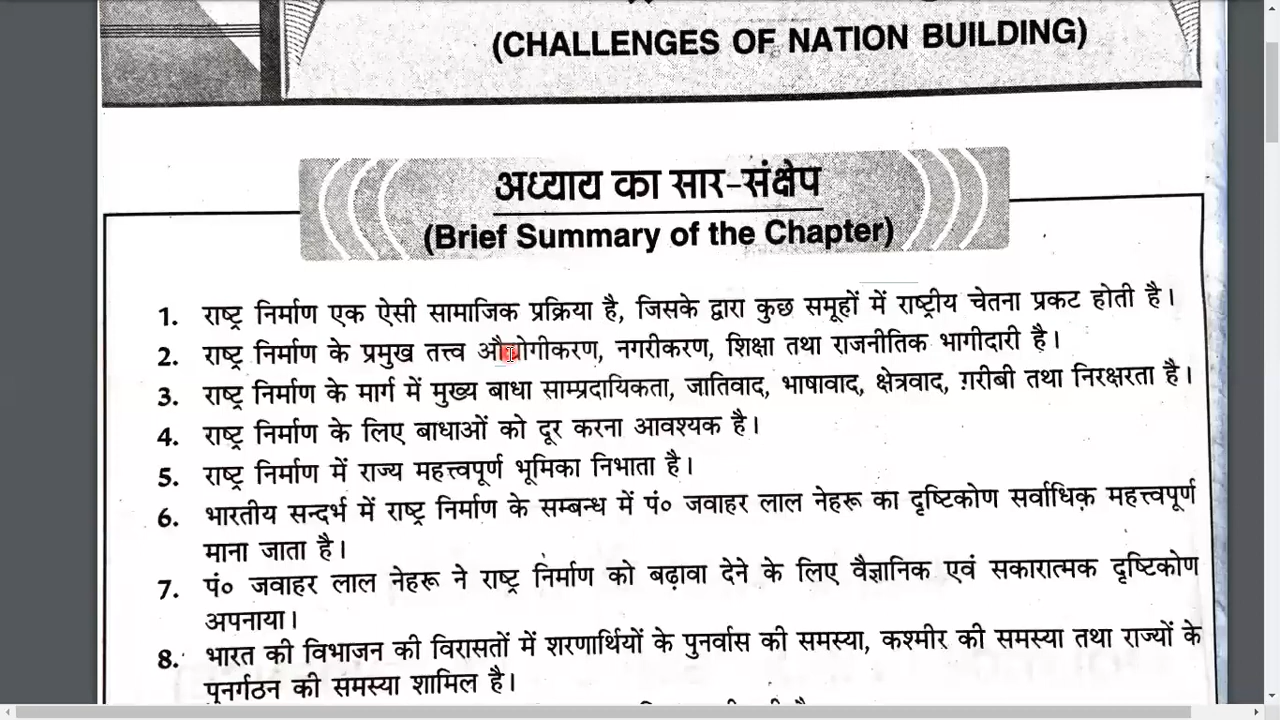 (CHALLENGES OF NATION BUILDING)
अध्याय का सार-संक्षेप
(Brief Summary of the Chapter)
1. राष्ट्र निर्माण एक ऐसी सामाजिक प्रक्रिया है, जिसके द्वारा कुछ समूहों में राष्ट्रीय चेतना प्रकट होती है।
2. राष्ट्र निर्माण के प्रमुख तत्त्व औद्योगीकरण, नगरीकरण, शिक्षा तथा राजनीतिक भागीदारी है।
3. राष्ट्र निर्माण के मार्ग में मुख्य बाधा साम्प्रदायिकता, जातिवाद, भाषावाद, क्षेत्रवाद, ग़रीबी तथा निरक्षरता है।
4. राष्ट्र निर्माण के लिए बाधाओं को दूर करना आवश्यक है।
5. राष्ट्र निर्माण में राज्य महत्त्वपूर्ण भूमिका निभाता है।
6. भारतीय सन्दर्भ में राष्ट्र निर्माण के सम्बन्ध में पं० जवाहर लाल नेहरू का दृष्टिकोण सर्वाधिक़ महत्त्वपूर्ण
माना जाता है।
7. पं० जवाहर लाल नेहरू ने राष्ट्र निर्माण को बढ़ावा देने के लिए वैज्ञानिक एवं सकारात्मक दृष्टिकोण
अपनाया।
8. भारत की विभाजन की विरासतों में शरणार्थियों के पुनर्वास की समस्या, कश्मीर की समस्या तथा राज्यों के
पुनर्गठन की समस्या शामिल है।